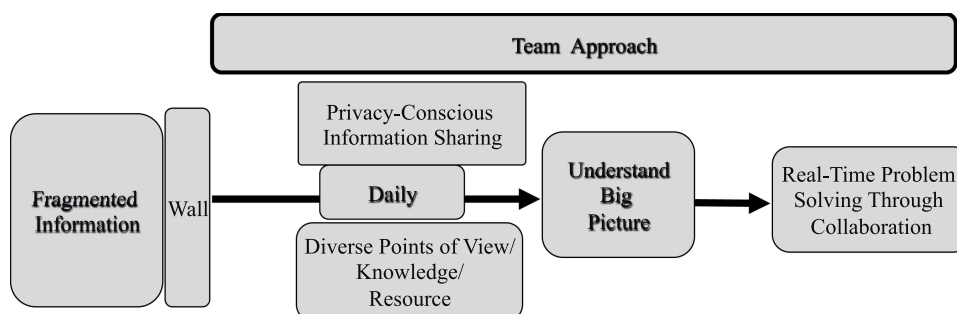 Team Approach
Fragmented
Information
Wall
Privacy-Conscious
Information Sharing
Daily
Diverse Points of View/
Knowledge/
Resource
Understand
Big
Picture
Real-Time Problem
Solving Through
Collaboration